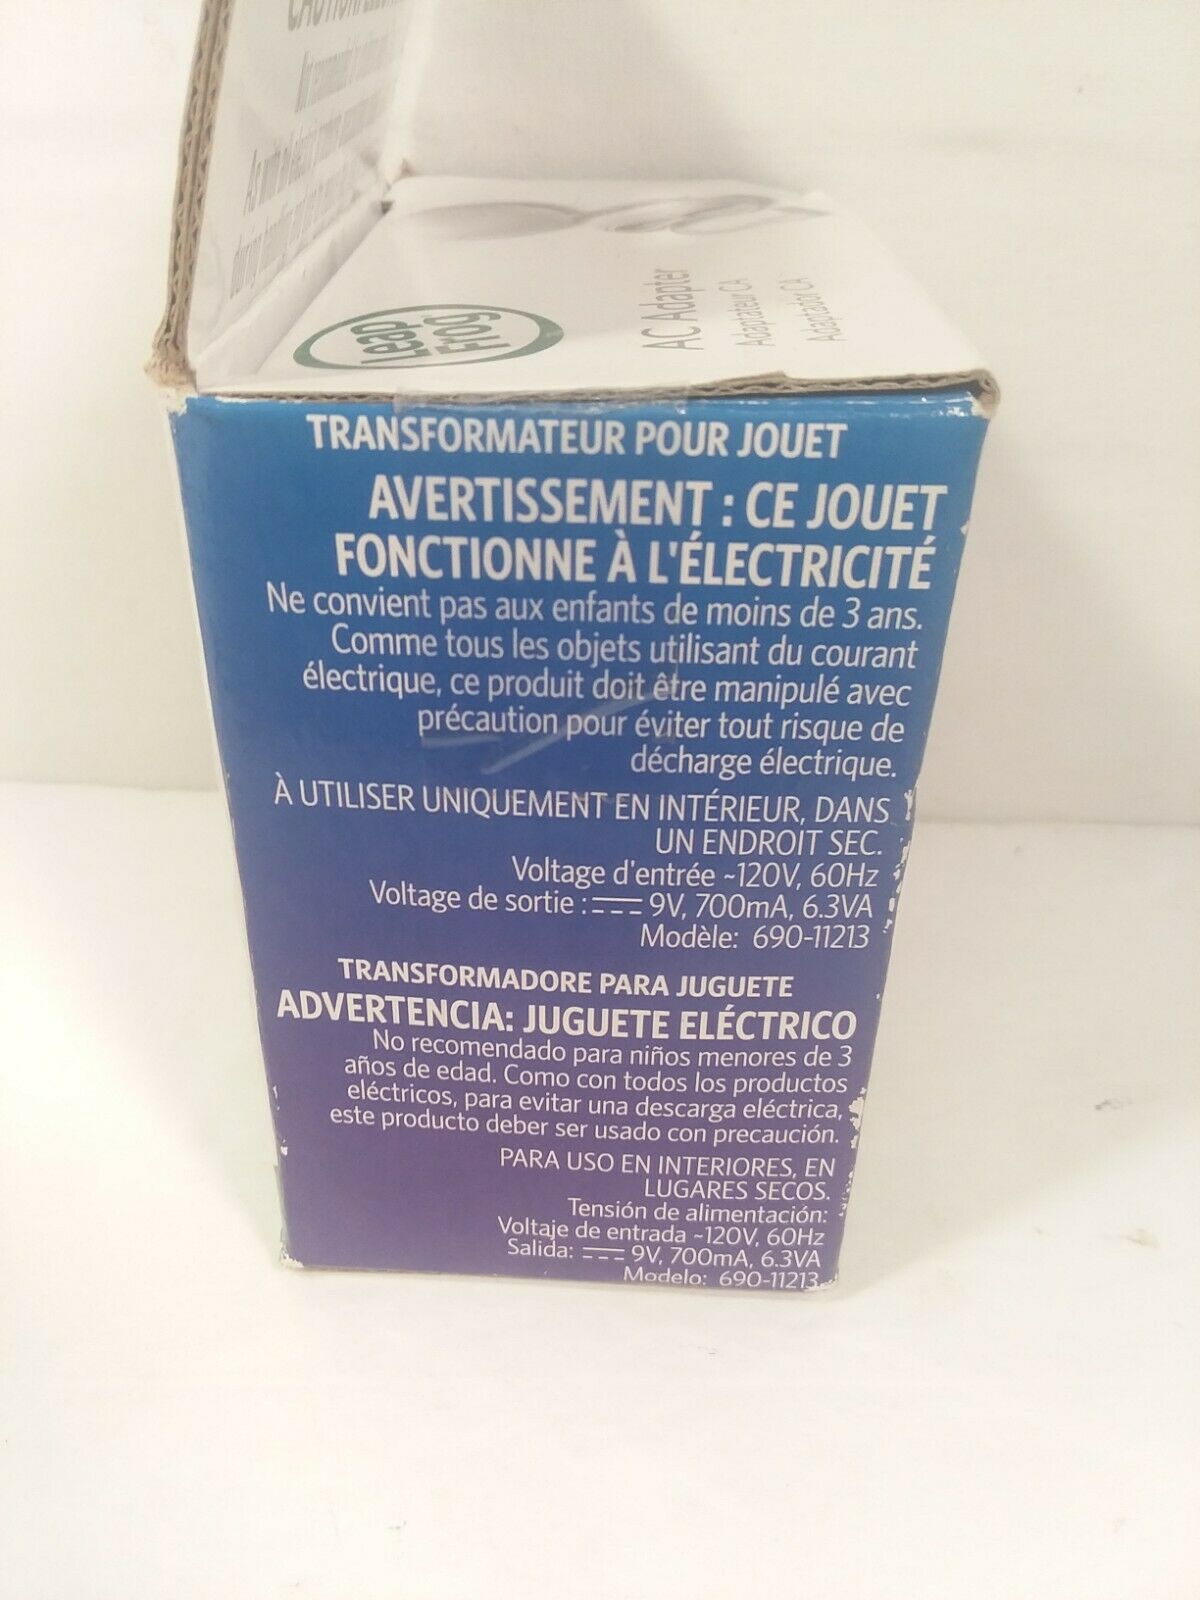 As with all electric
Leap
Frog
AC Adapter
Adaptateur CA
Adaptador CA
TRANSFORMATEUR POUR JOUET
AVERTISSEMENT : CE JOUET
FONCTIONNE À L'ÉLECTRICITÉ
Ne convient pas aux enfants de moins de 3 ans.
Comme tous les objets utilisant du courant
électrique, ce produit doit être manipulé avec
précaution pour éviter tout risque de
décharge électrique.
À UTILISER UNIQUEMENT EN INTÉRIEUR, DANS
UN ENDROIT SEC.
Voltage d'entrée ~120V, 60Hz
Voltage de sortie : ⎓ 9V, 700mA, 6.3VA
Modèle: 690-11213
TRANSFORMADORE PARA JUGUETE
ADVERTENCIA: JUGUETE ELÉCTRICO
No recomendado para niños menores de 3
años de edad. Como con todos los productos
eléctricos, para evitar una descarga eléctrica,
este producto deber ser usado con precaución.
PARA USO EN INTERIORES, EN
LUGARES SECOS.
Tensión de alimentación:
Voltaje de entrada ~120V, 60Hz
Salida: ⎓ 9V, 700mA, 6.3VA
Modelo: 690-11213